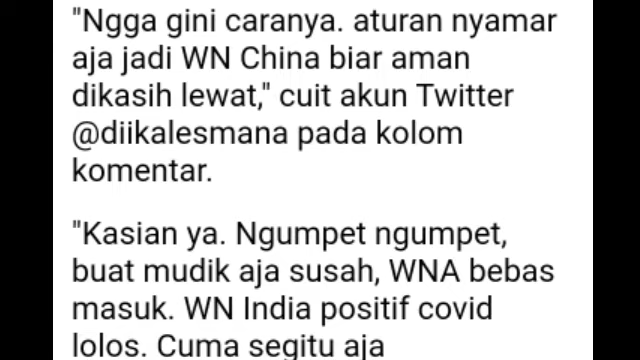 "Ngga gini caranya. aturan nyamar
aja jadi WN China biar aman
dikasih lewat," cuit akun Twitter
@diikalesmana pada kolom
komentar.
"Kasian ya. Ngumpet ngumpet,
buat mudik aja susah, WNA bebas
masuk. WN India positif covid
lolos. Cuma segitu aja